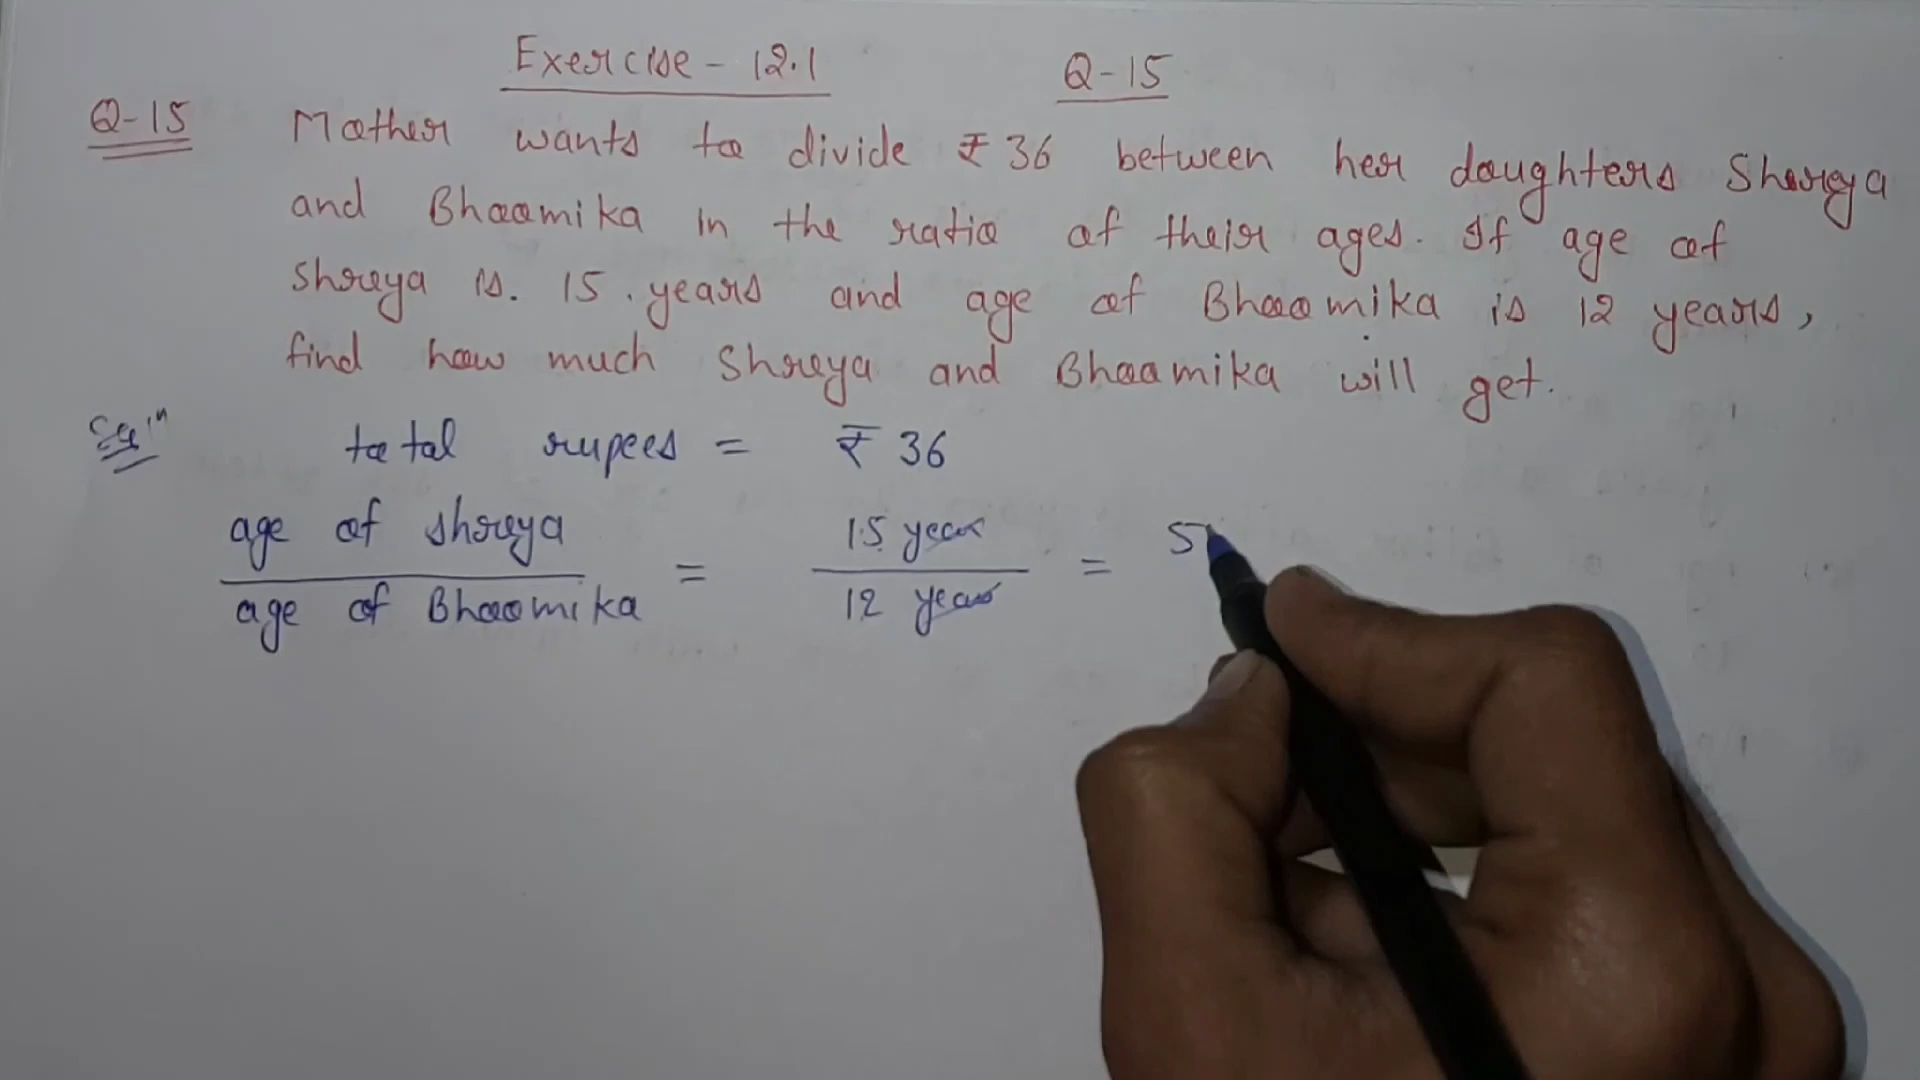 Exercise - 12.1 Q-15
Q-15 Mother wants to divide ₹ 36 between her daughters Shreya
and Bhoomika in the ratio of their ages. If age of
Shreya is. 15. years and age of Bhoomika is 12 years,
find how much Shreya and Bhoomika will get.
Solⁿ total rupees = ₹ 36
age of shreya / age of Bhoomika = 15 year / 12 years = 5